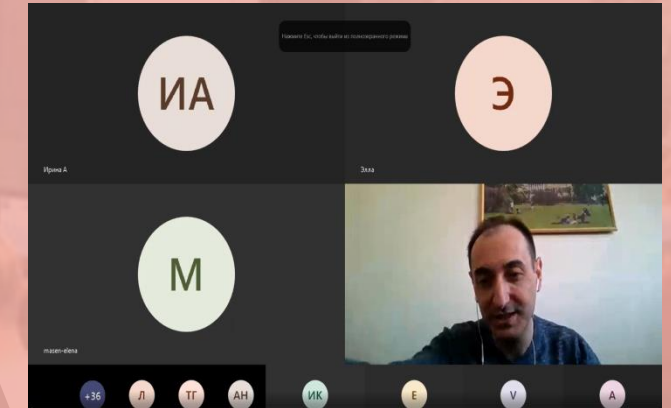 Нажмите Esc, чтобы выйти из полноэкранного режима
ИА
Э
Ирина А
Элла
М
masen-elena
+36
Л
ТГ
АН
ИК
Е
V
А